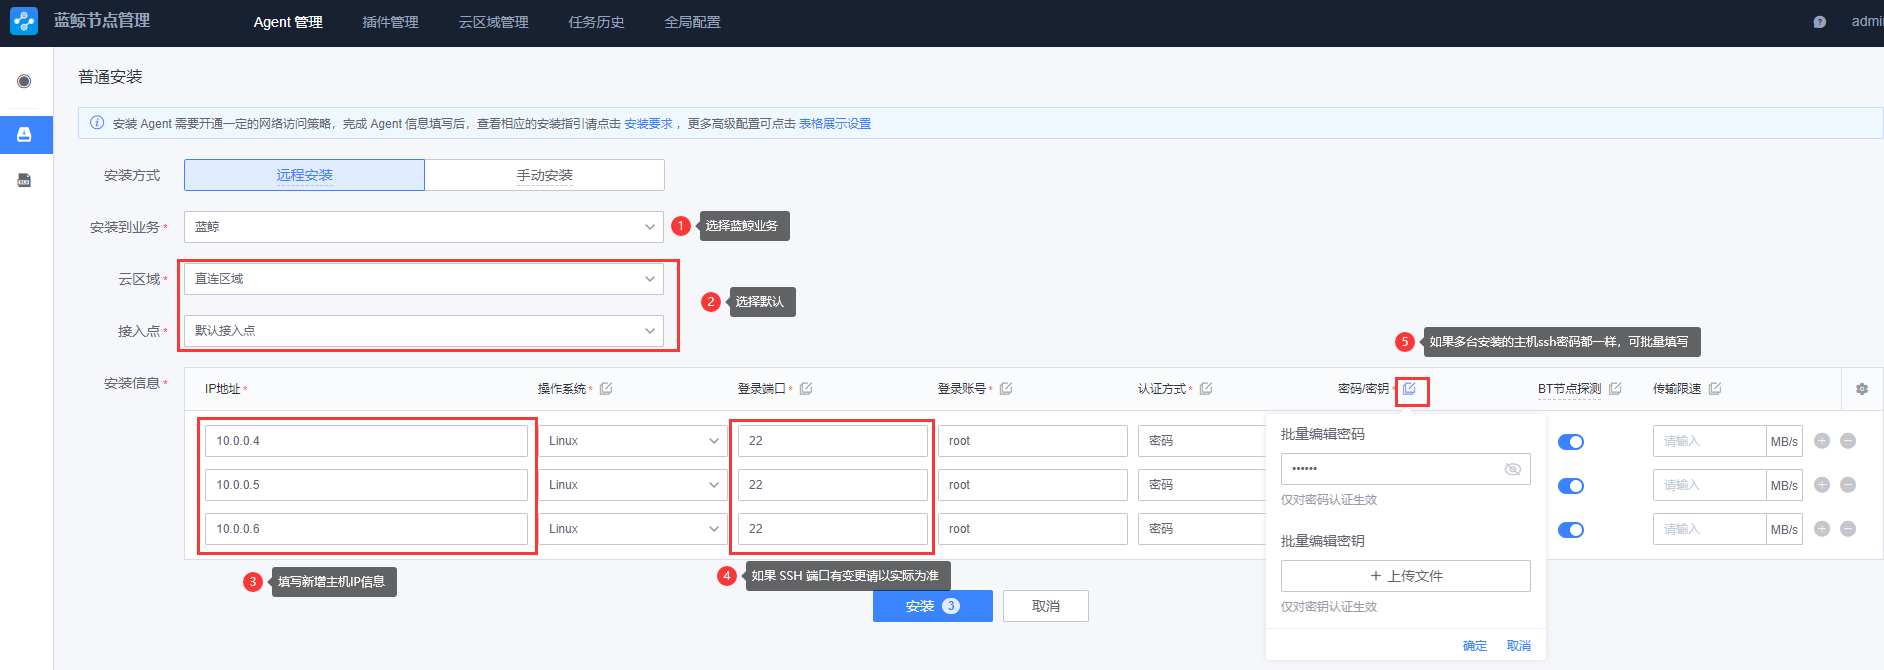 蓝鲸节点管理
Agent 管理
插件管理
云区域管理
任务历史
全局配置
admi
普通安装
安装 Agent 需要开通一定的网络访问策略，完成 Agent 信息填写后，查看相应的安装指引请点击 安装要求 ，更多高级配置可点击 表格展示设置
安装方式
远程安装
手动安装
安装到业务 *
蓝鲸
1 选择蓝鲸业务
云区域 *
直连区域
2 选择默认
接入点 *
默认接入点
5 如果多台安装的主机ssh密码都一样，可批量填写
安装信息 *
IP地址 *
操作系统 *
登录端口 *
登录账号 *
认证方式 *
密码/密钥 *
BT节点探测
传输限速
10.0.0.4
Linux
22
root
密码
请输入
MB/s
10.0.0.5
Linux
22
root
密码
请输入
MB/s
10.0.0.6
Linux
22
root
密码
请输入
MB/s
批量编辑密码
••••••
仅对密码认证生效
批量编辑密钥
+ 上传文件
仅对密钥认证生效
确定
取消
3 填写新增主机IP信息
4 如果 SSH 端口有变更请以实际为准
安装 3
取消